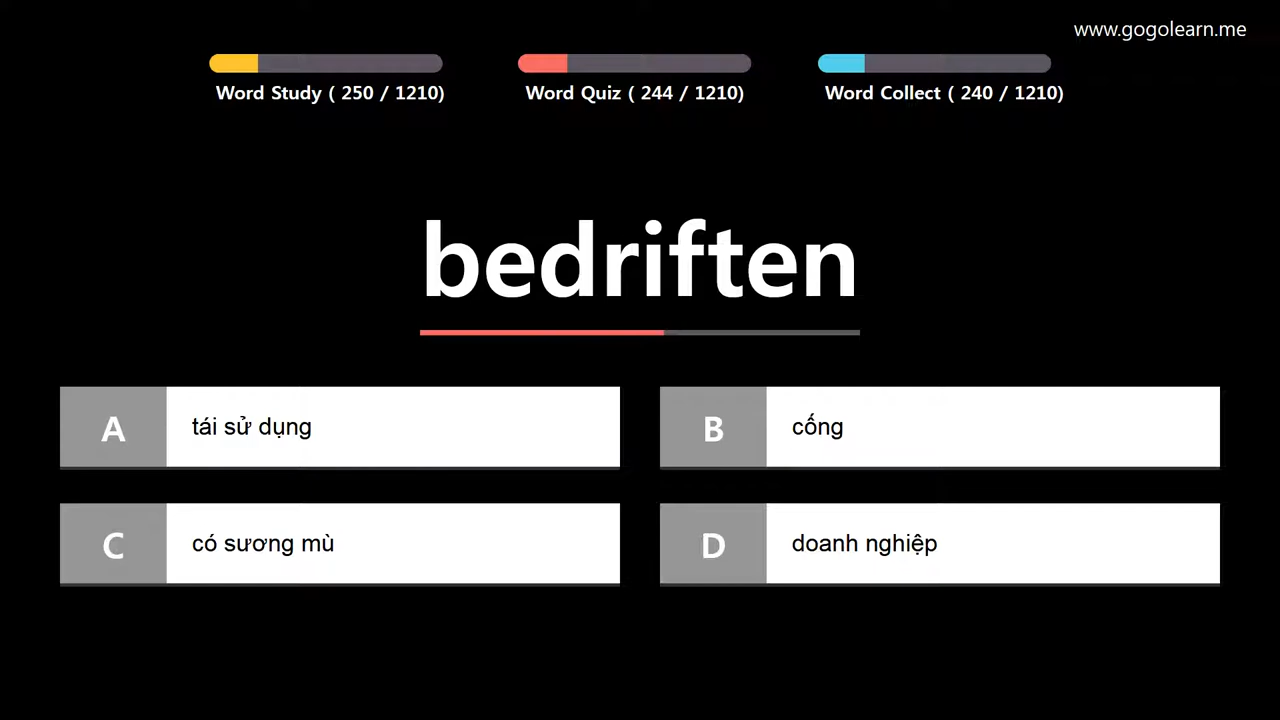 www.gogolearn.me
Word Study ( 250 / 1210)
Word Quiz ( 244 / 1210)
Word Collect ( 240 / 1210)
bedriften
A tái sử dụng
B cống
C có sương mù
D doanh nghiệp